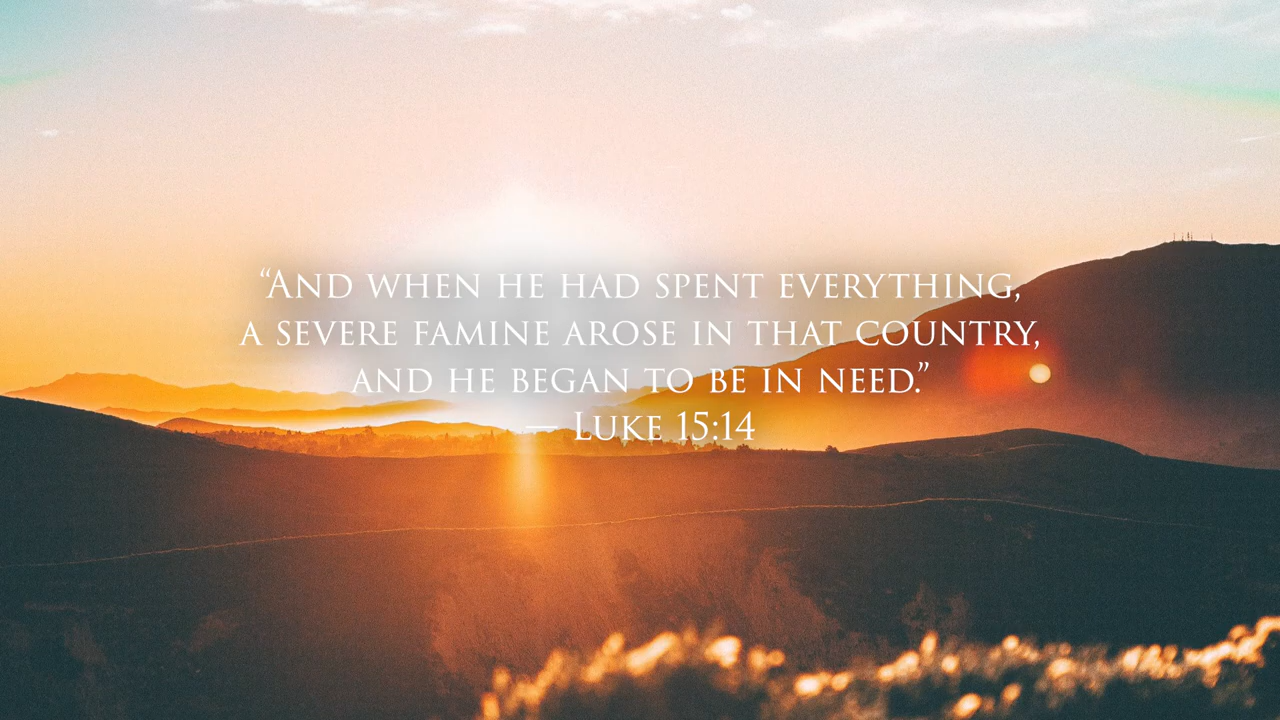 “And when he had spent everything,
a severe famine arose in that country,
and he began to be in need.”
— Luke 15:14